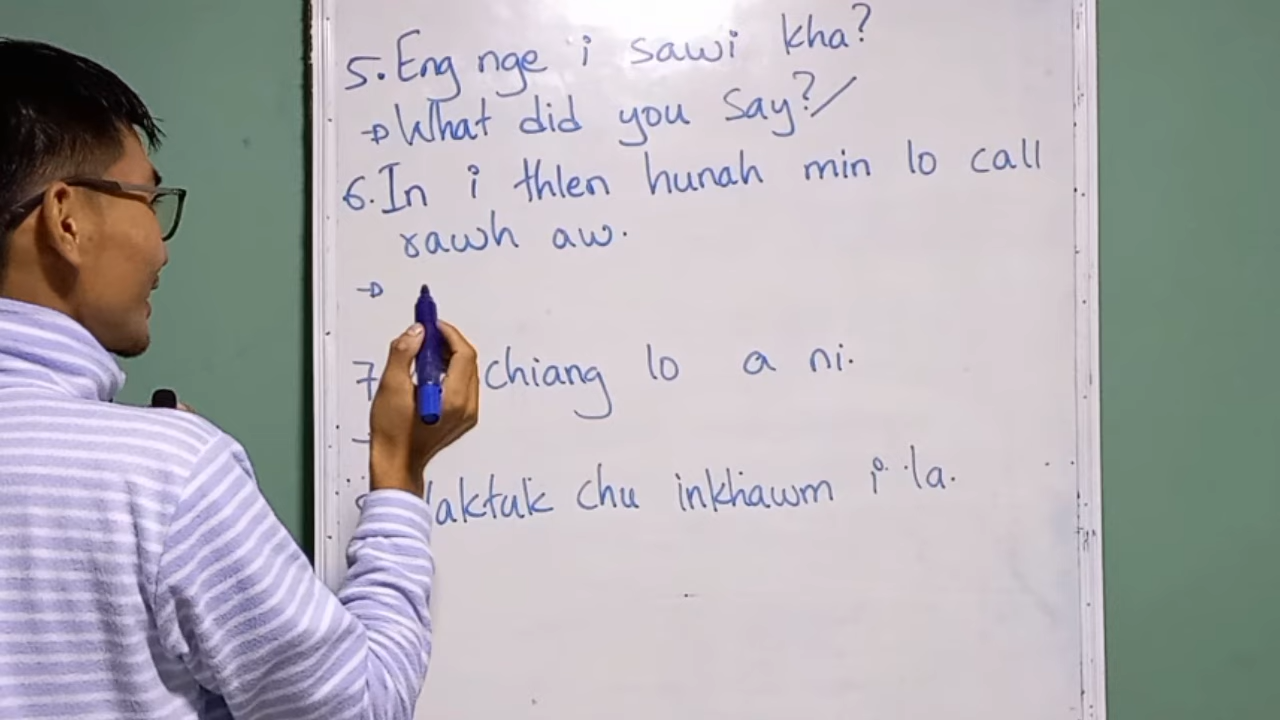 5. Eng nge i sawi kha?
→ What did you say?/
6. In i thlen hunah min lo call
rawh aw.
→
7 chiang lo a ni.
chu inkhawm i la.